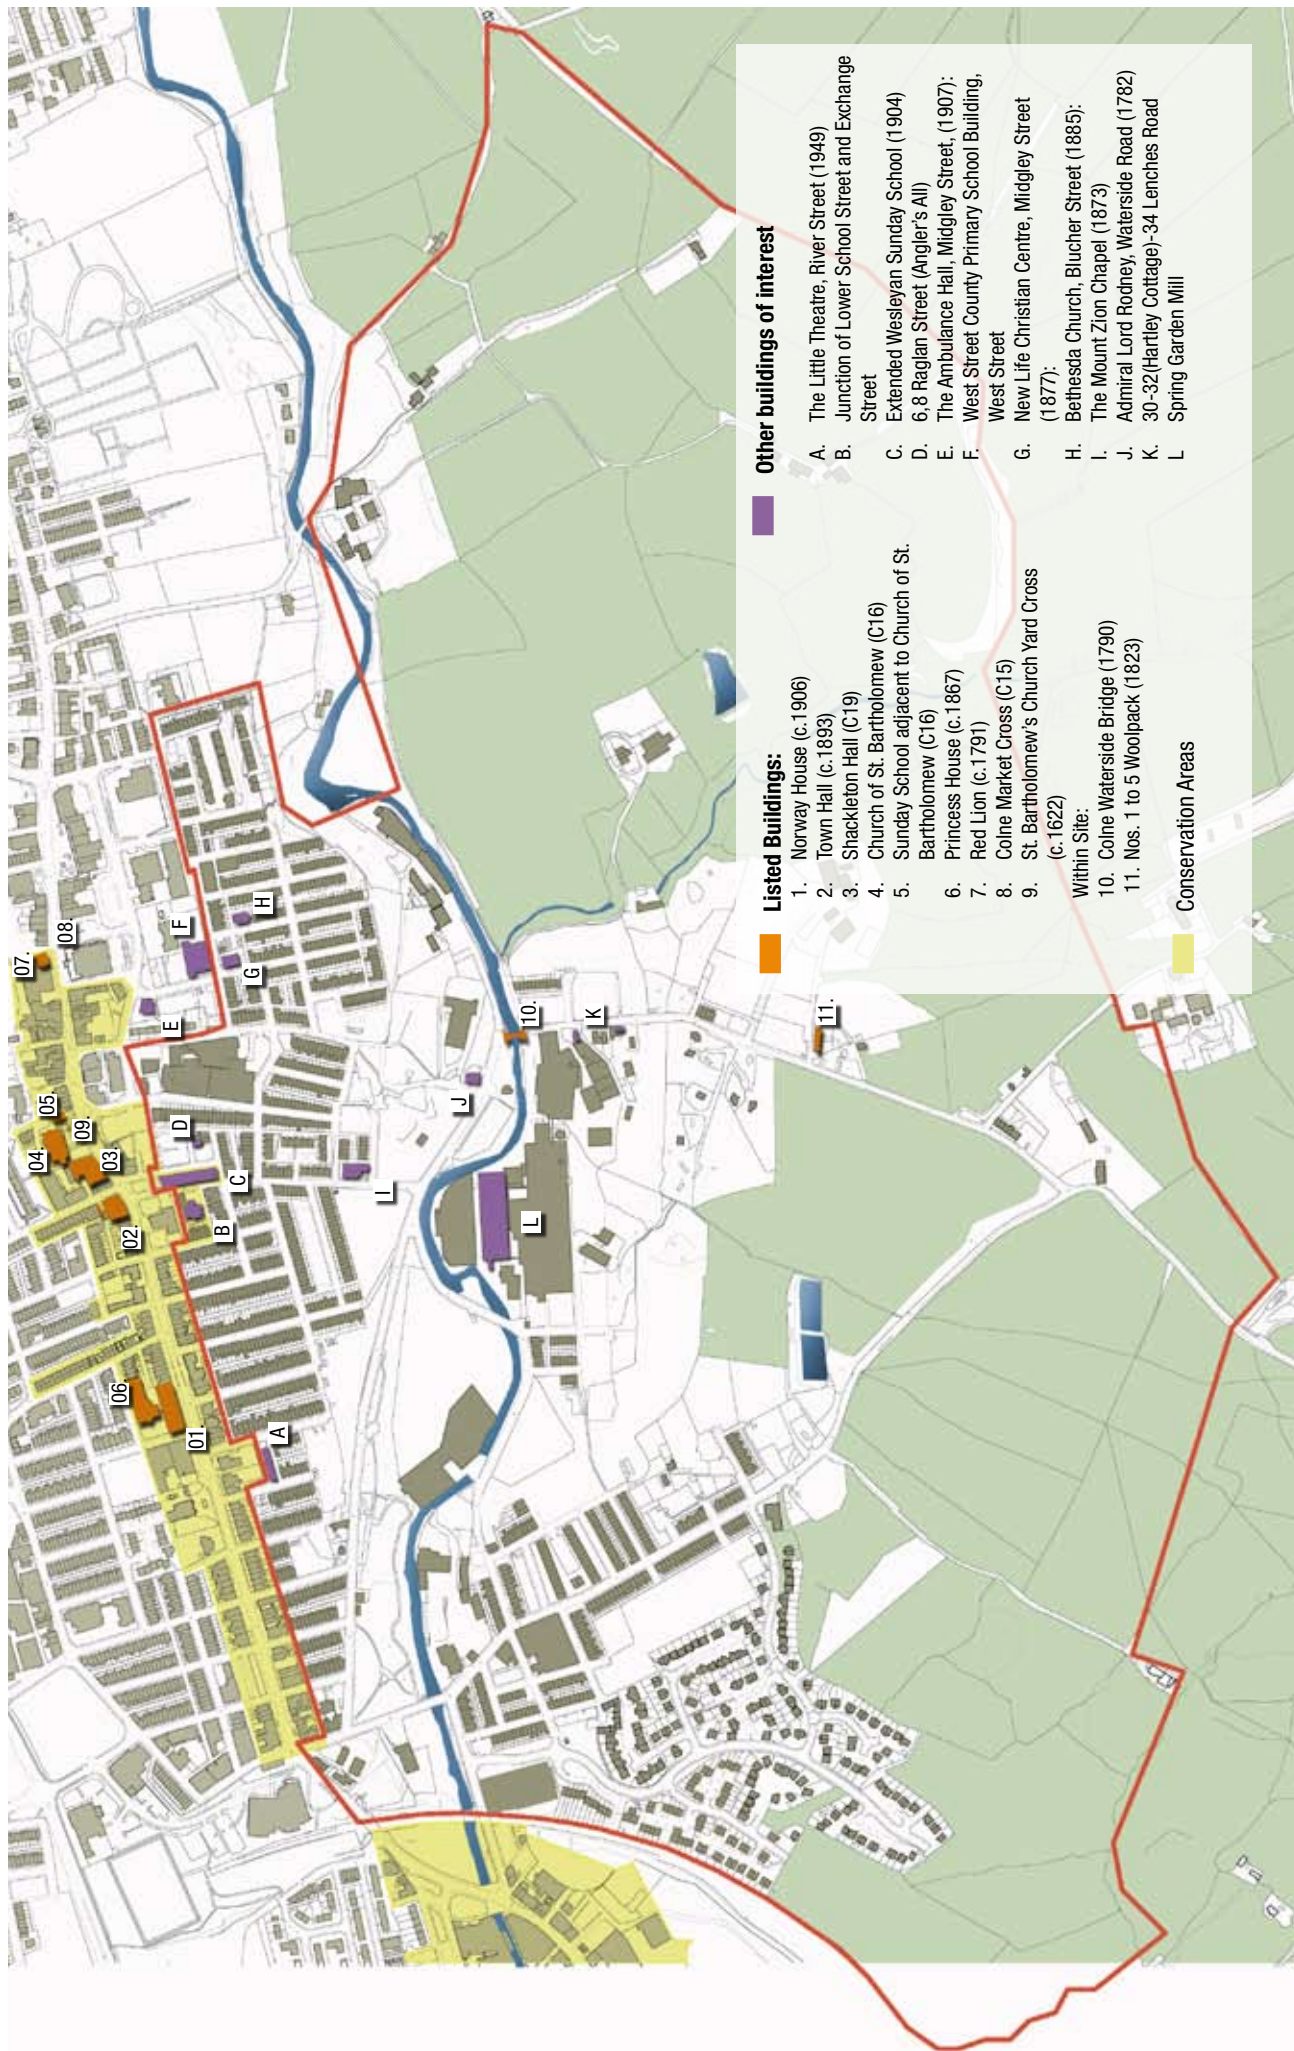 Listed Buildings:
1. Norway House (c.1906)
2. Town Hall (c.1893)
3. Shackleton Hall (C19)
4. Church of St. Bartholomew (C16)
5. Sunday School adjacent to Church of St.
Bartholomew (C16)
6. Princess House (c.1867)
7. Red Lion (c.1791)
8. Colne Market Cross (C15)
9. St. Bartholomew's Church Yard Cross
(c.1622)
Within Site:
10. Colne Waterside Bridge (1790)
11. Nos. 1 to 5 Woolpack (1823)
Conservation Areas
Other buildings of interest
A. The Little Theatre, River Street (1949)
B. Junction of Lower School Street and Exchange
Street
C. Extended Wesleyan Sunday School (1904)
D. 6,8 Raglan Street (Angler's All)
E. The Ambulance Hall, Midgley Street, (1907):
F. West Street County Primary School Building,
West Street
G. New Life Christian Centre, Midgley Street
(1877):
H. Bethesda Church, Blucher Street (1885):
I. The Mount Zion Chapel (1873)
J. Admiral Lord Rodney, Waterside Road (1782)
K. 30-32(Hartley Cottage)-34 Lenches Road
L Spring Garden Mill
06.
01.
A
02.
B
C
03.
04.
09.
05.
D
E
07.
08.
F
G
H
I
J
L
10.
K
11.